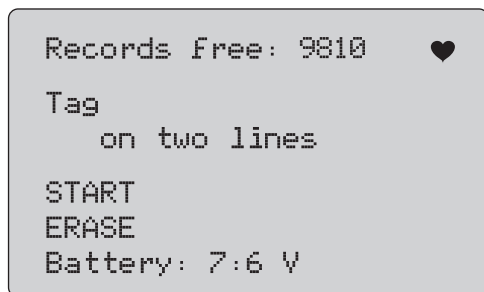 Records free: 9810 ♥
Tag
on two lines
START
ERASE
Battery: 7:6 V